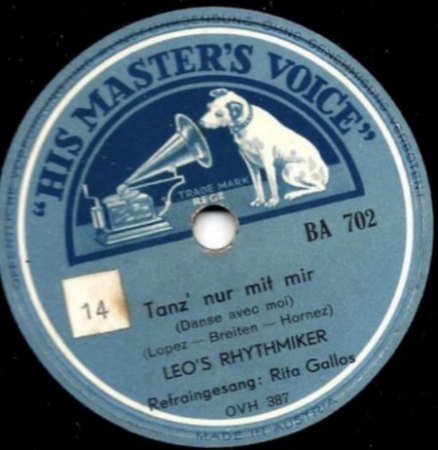 "HIS MASTER'S VOICE"
TRADE MARK
REGD
BA 702
14
Tanz' nur mit mir
(Danse avec moi)
(Lopez — Breiten — Hornez)
LEO'S RHYTHMIKER
Refraingesang: Rita Gallos
OVH 387
MADE IN AUSTRIA